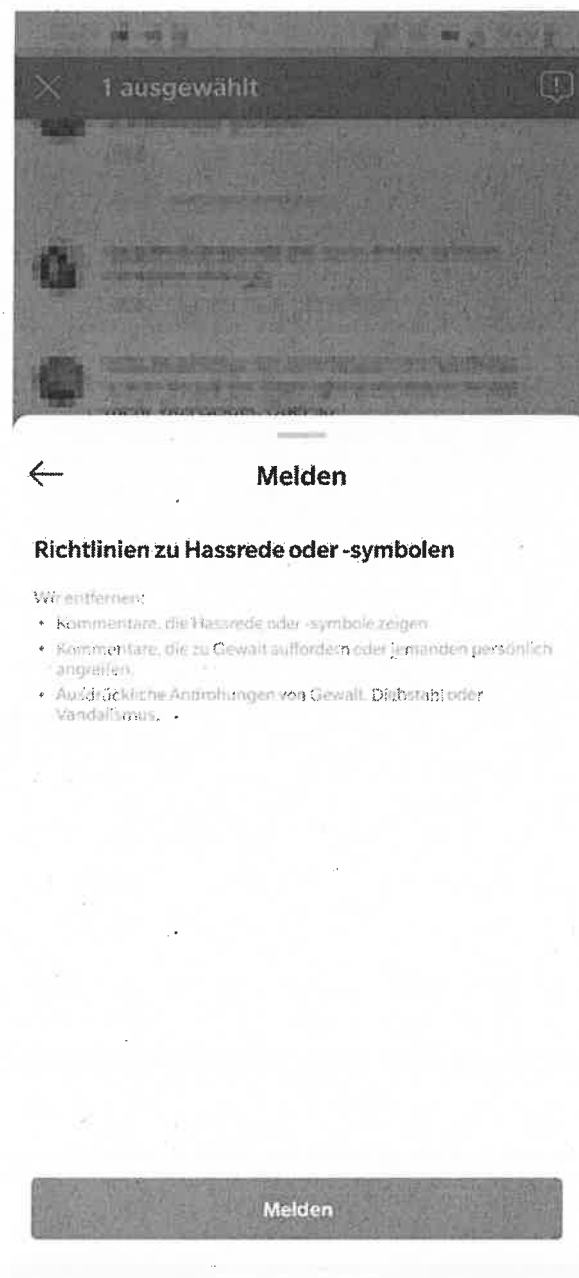 1 ausgewählt
Melden
Richtlinien zu Hassrede oder -symbolen
Wir entfernen:
• Kommentare, die Hassrede oder -symbole zeigen
• Kommentare, die zu Gewalt auffordern oder jemanden persönlich
angreifen.
• Ausdrückliche Androhungen von Gewalt, Diebstahl oder
Vandalismus.
Melden